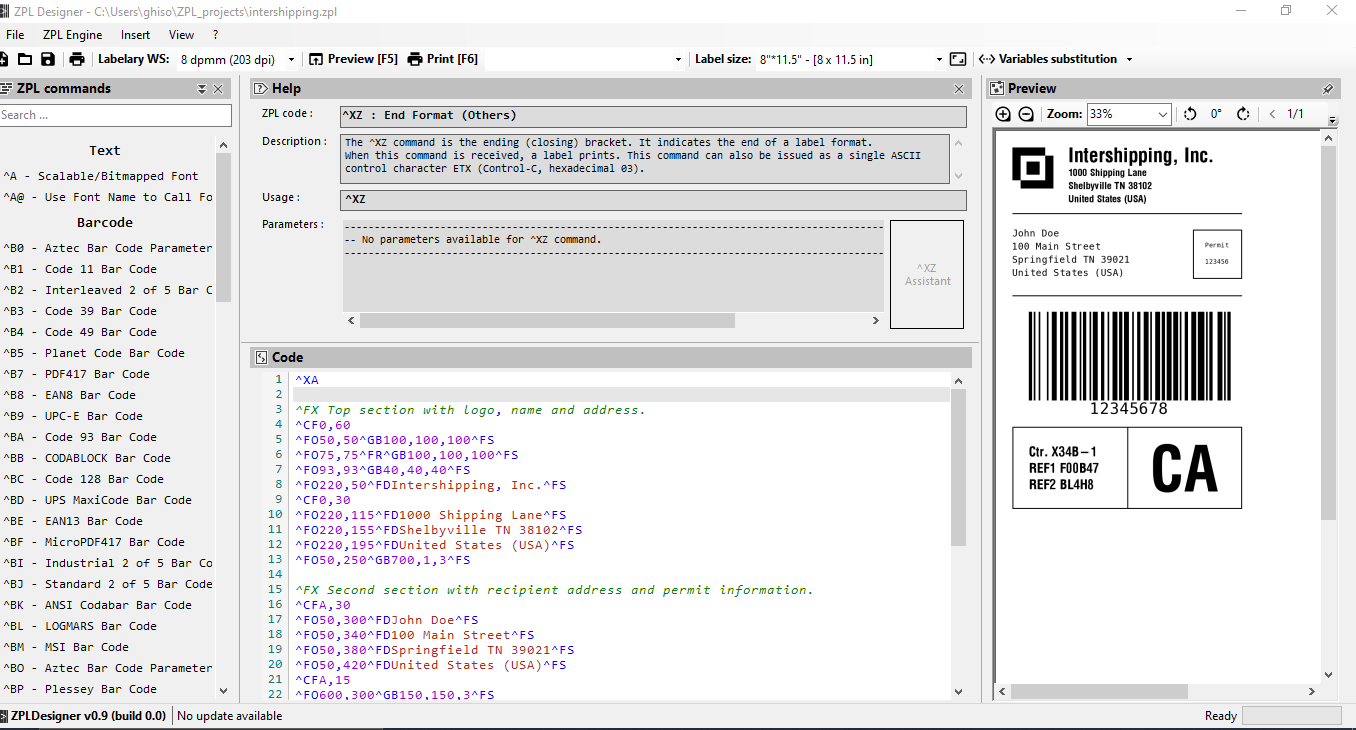 ZPL Designer - C:\Users\ghiso\ZPL_projects\intershipping.zpl
File ZPL Engine Insert View ?
Labelary WS: 8 dpmm (203 dpi) Preview [F5] Print [F6] Label size: 8"*11.5" - [8 x 11.5 in] Variables substitution
ZPL commands
Search ...
Text
^A - Scalable/Bitmapped Font
^A@ - Use Font Name to Call Fo
Barcode
^B0 - Aztec Bar Code Parameter
^B1 - Code 11 Bar Code
^B2 - Interleaved 2 of 5 Bar C
^B3 - Code 39 Bar Code
^B4 - Code 49 Bar Code
^B5 - Planet Code Bar Code
^B7 - PDF417 Bar Code
^B8 - EAN8 Bar Code
^B9 - UPC-E Bar Code
^BA - Code 93 Bar Code
^BB - CODABLOCK Bar Code
^BC - Code 128 Bar Code
^BD - UPS MaxiCode Bar Code
^BE - EAN13 Bar Code
^BF - MicroPDF417 Bar Code
^BI - Industrial 2 of 5 Bar Co
^BJ - Standard 2 of 5 Bar Code
^BK - ANSI Codabar Bar Code
^BL - LOGMARS Bar Code
^BM - MSI Bar Code
^BO - Aztec Bar Code Parameter
^BP - Plessey Bar Code
Help
ZPL code : ^XZ : End Format (Others)
Description : The ^XZ command is the ending (closing) bracket. It indicates the end of a label format.
When this command is received, a label prints. This command can also be issued as a single ASCII
control character ETX (Control-C, hexadecimal 03).
Usage : ^XZ
Parameters :
-- No parameters available for ^XZ command.
^XZ
Assistant
Code
1 ^XA
2
3 ^FX Top section with logo, name and address.
4 ^CF0,60
5 ^FO50,50^GB100,100,100^FS
6 ^FO75,75^FR^GB100,100,100^FS
7 ^FO93,93^GB40,40,40^FS
8 ^FO220,50^FDIntershipping, Inc.^FS
9 ^CF0,30
10 ^FO220,115^FD1000 Shipping Lane^FS
11 ^FO220,155^FDShelbyville TN 38102^FS
12 ^FO220,195^FDUnited States (USA)^FS
13 ^FO50,250^GB700,1,3^FS
14
15 ^FX Second section with recipient address and permit information.
16 ^CFA,30
17 ^FO50,300^FDJohn Doe^FS
18 ^FO50,340^FD100 Main Street^FS
19 ^FO50,380^FDSpringfield TN 39021^FS
20 ^FO50,420^FDUnited States (USA)^FS
21 ^CFA,15
22 ^FO600,300^GB150,150,3^FS
Preview
Zoom: 33% 0° 1/1
Intershipping, Inc.
1000 Shipping Lane
Shelbyville TN 38102
United States (USA)
John Doe
100 Main Street
Springfield TN 39021
United States (USA)
Permit
123456
12345678
Ctr. X34B-1
REF1 F00B47
REF2 BL4H8
CA
ZPLDesigner v0.9 (build 0.0) No update available Ready